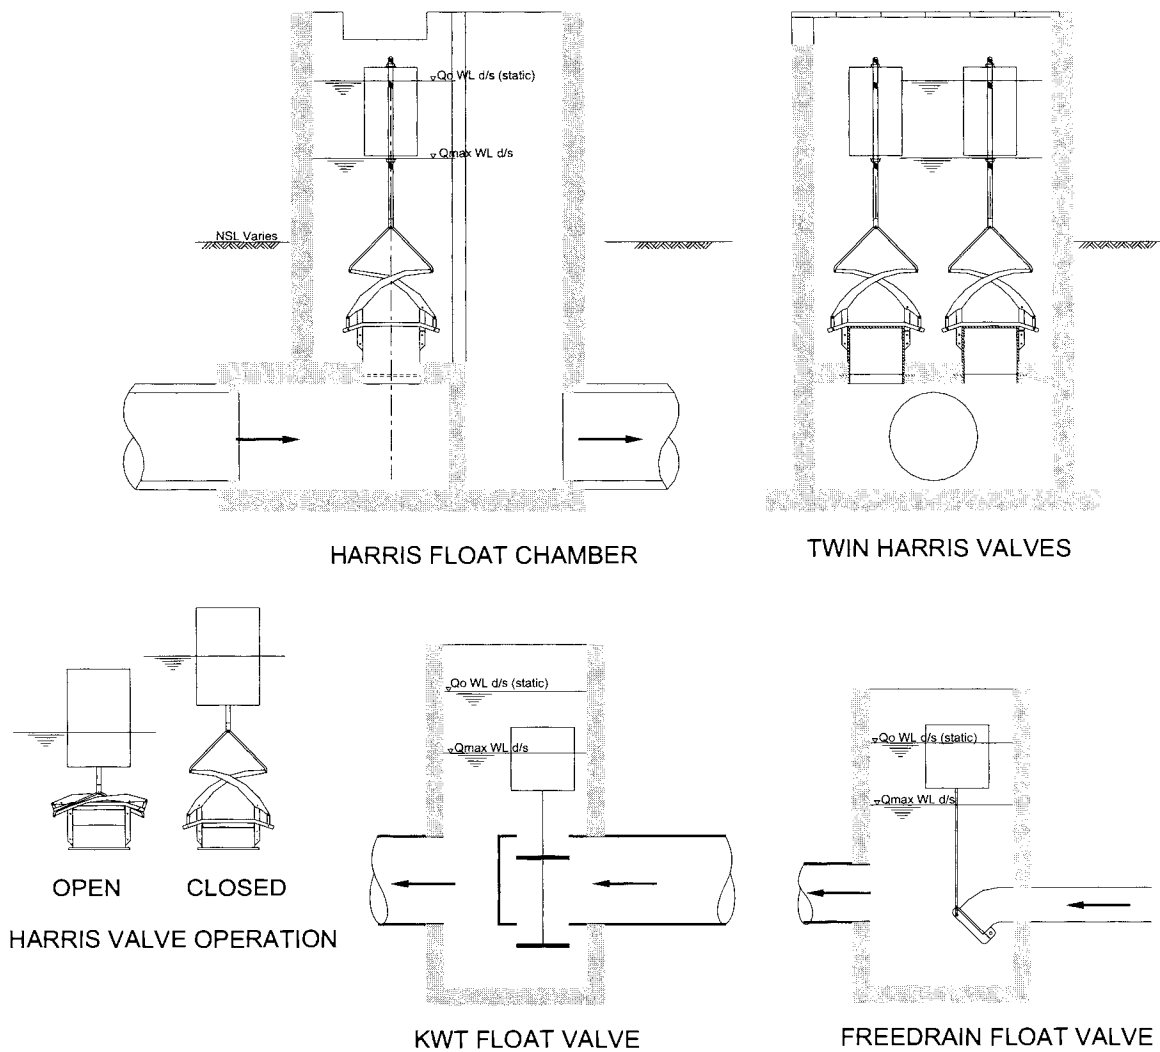 Qo WL d/s (static)
Qmax WL d/s
NSL Varies
HARRIS FLOAT CHAMBER
TWIN HARRIS VALVES
OPEN
CLOSED
HARRIS VALVE OPERATION
Qo WL d/s (static)
Qmax WL d/s
KWT FLOAT VALVE
Qo WL d/s (static)
Qmax WL d/s
FREEDRAIN FLOAT VALVE